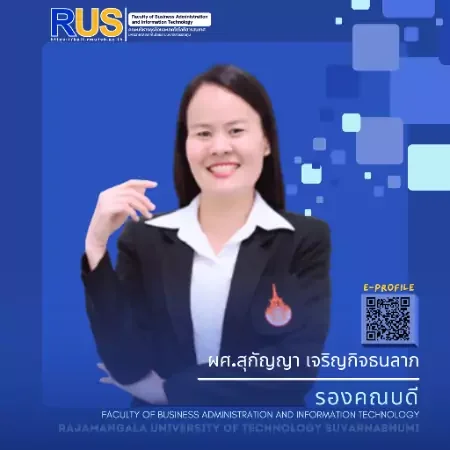 RUS
Faculty of Business Administration
and Information Technology
E-PROFILE
ผศ.สุกัญญา เจริญกิจธนลาภ
รองคณบดี
FACULTY OF BUSINESS ADMINISTRATION AND INFORMATION TECHNOLOGY
RAJAMANGALA UNIVERSITY OF TECHNOLOGY SUVARNABHUMI